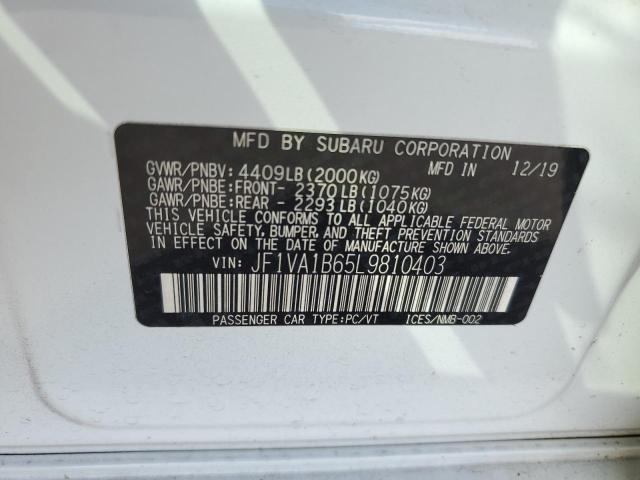 MFD BY SUBARU CORPORATION
GVWR/PNBV: 4409LB(2000KG) MFD IN 12/19
GAWR/PNBE:FRONT- 2370LB(1075KG)
GAWR/PNBE:REAR - 2293LB(1040KG)
THIS VEHICLE CONFORMS TO ALL APPLICABLE FEDERAL MOTOR
VEHICLE SAFETY, BUMPER, AND THEFT PREVENTION STANDARDS
IN EFFECT ON THE DATE OF MANUFACTURE SHOWN ABOVE.
VIN: JF1VA1B65L9810403
PASSENGER CAR TYPE:PC/VT ICES/NMB-002